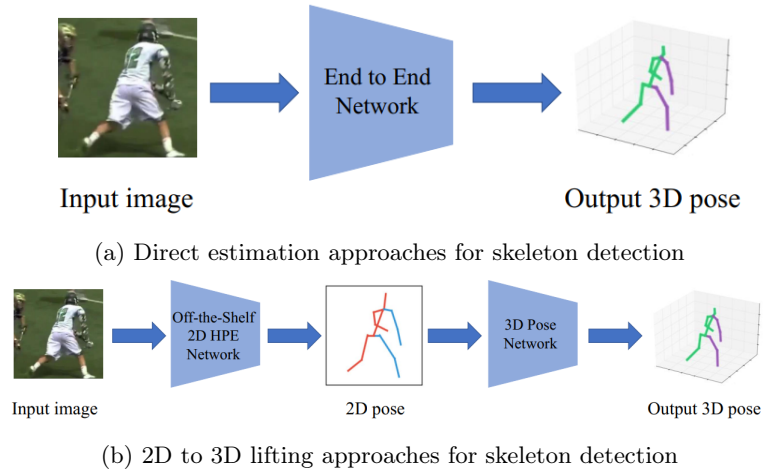 End to End
Network
Input image
Output 3D pose
(a) Direct estimation approaches for skeleton detection
Off-the-Shelf
2D HPE
Network
3D Pose
Network
Input image
2D pose
Output 3D pose
(b) 2D to 3D lifting approaches for skeleton detection